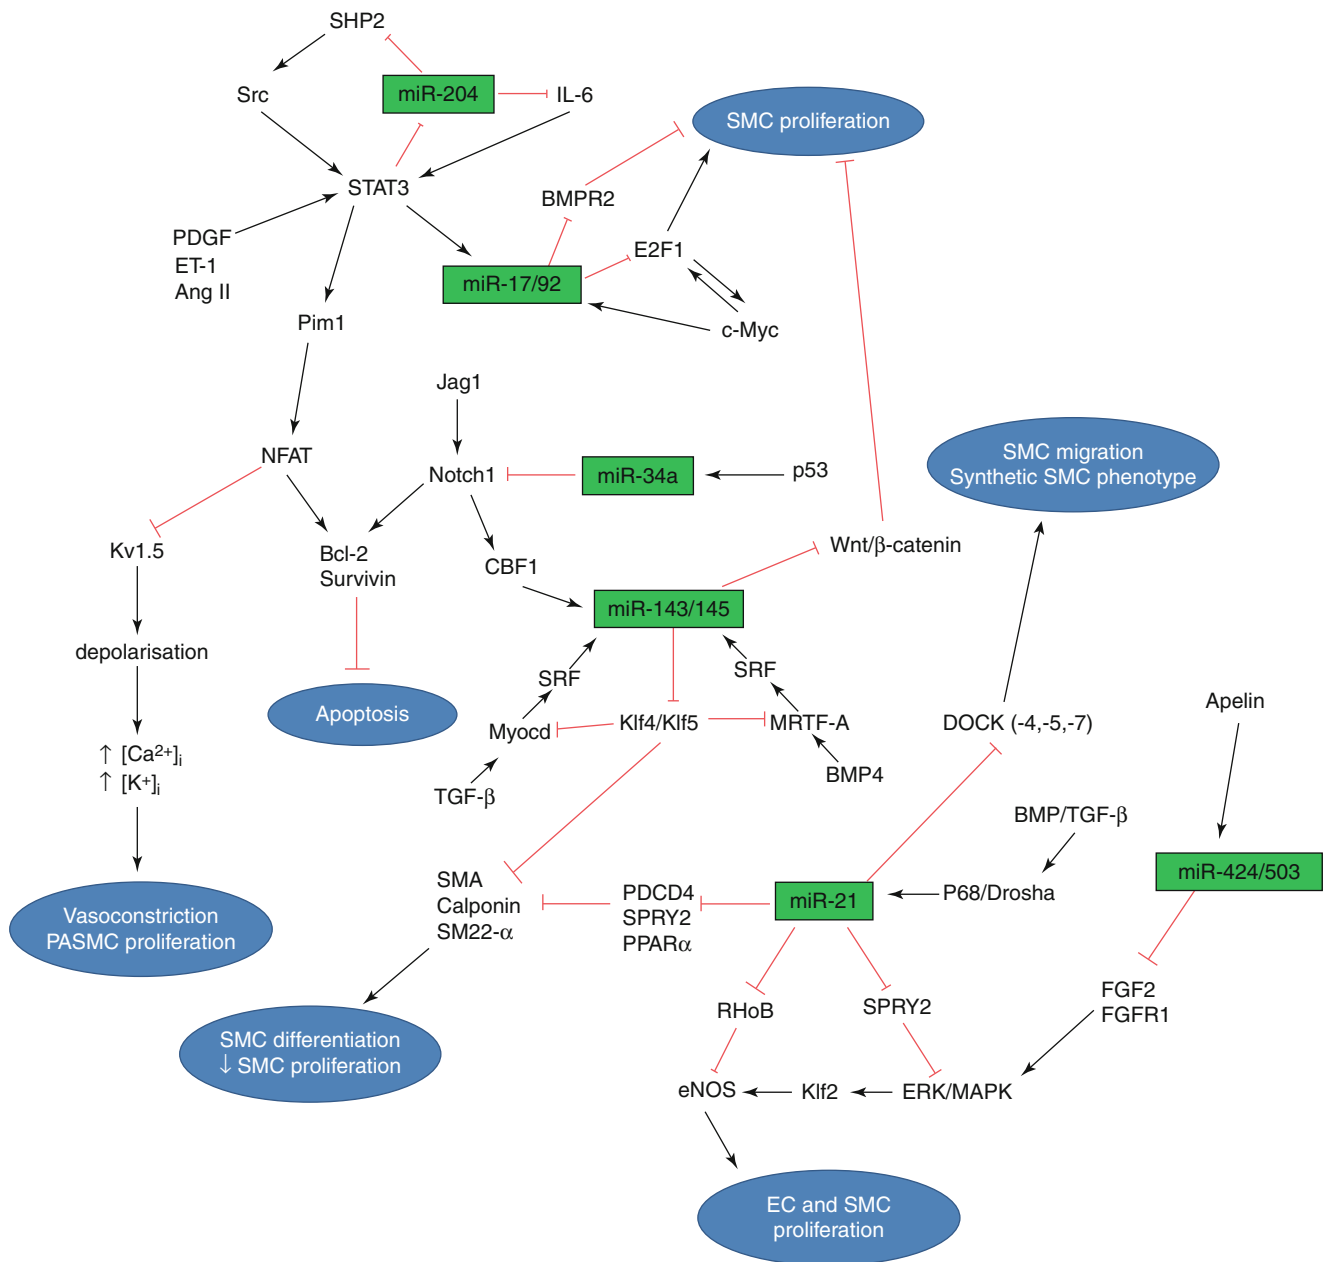 SHP2
Src
miR-204
IL-6
SMC proliferation
STAT3
BMPR2
PDGF
ET-1
Ang II
E2F1
miR-17/92
Pim1
c-Myc
Jag1
NFAT
Notch1
miR-34a
p53
SMC migration
Synthetic SMC phenotype
Kv1.5
Bcl-2
Survivin
CBF1
Wnt/β-catenin
miR-143/145
depolarisation
SRF
SRF
Apoptosis
Myocd
Klf4/Klf5
MRTF-A
DOCK (-4,-5,-7)
Apelin
↑ [Ca²⁺]ᵢ
↑ [K⁺]ᵢ
TGF-β
BMP4
BMP/TGF-β
miR-424/503
Vasoconstriction
PASMC proliferation
SMA
Calponin
SM22-α
PDCD4
SPRY2
PPARα
miR-21
P68/Drosha
RHoB
SPRY2
FGF2
FGFR1
SMC differentiation
↓ SMC proliferation
eNOS
Klf2
ERK/MAPK
EC and SMC
proliferation